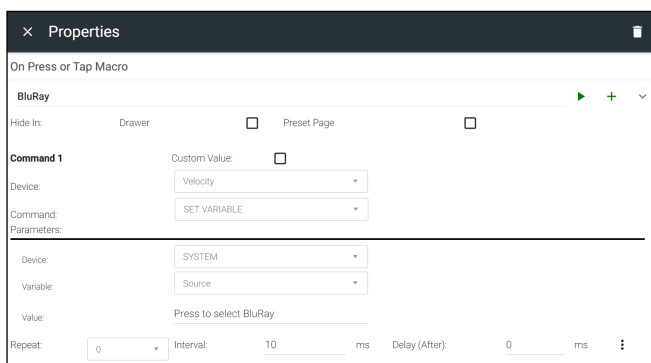 × Properties
On Press or Tap Macro
BluRay
Hide In: Drawer Preset Page
Command 1 Custom Value:
Device: Velocity
Command: SET VARIABLE
Parameters:
Device: SYSTEM
Variable: Source
Value: Press to select BluRay
Repeat: 0 Interval: 10 ms Delay (After): 0 ms